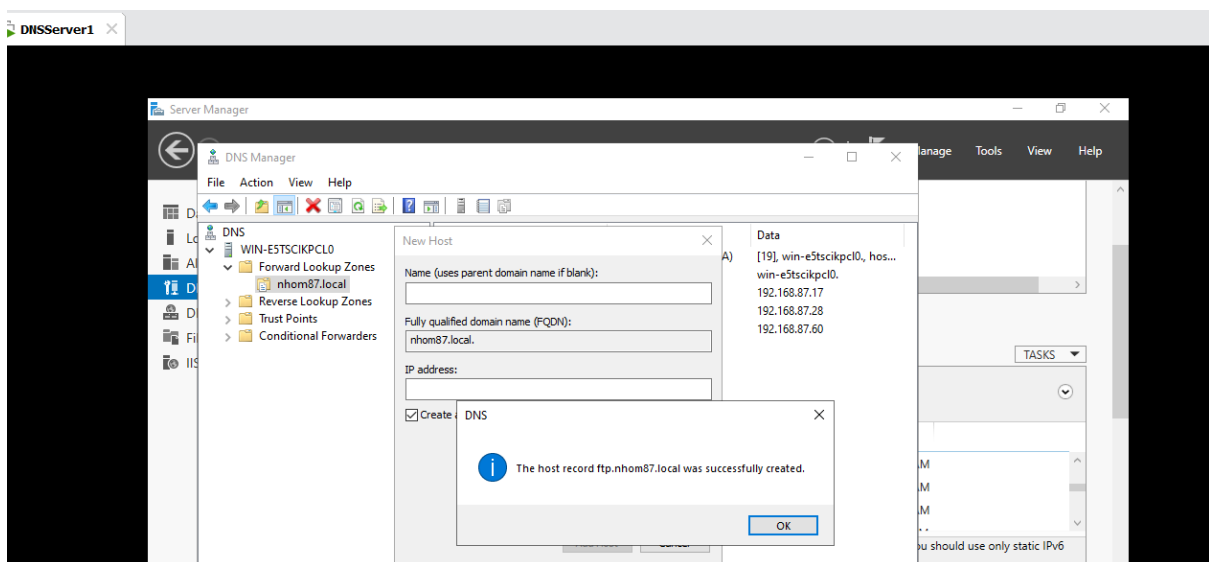 DNSServer1
Server Manager
DNS Manager
Manage Tools View Help
File Action View Help
DNS
WIN-E5TSCIKPCL0
Forward Lookup Zones
nhom87.local
Reverse Lookup Zones
Trust Points
Conditional Forwarders
New Host
Name (uses parent domain name if blank):
Fully qualified domain name (FQDN):
nhom87.local.
IP address:
Create
Data
[19], win-e5tscikpcl0., hos...
win-e5tscikpcl0.
192.168.87.17
192.168.87.28
192.168.87.60
DNS
The host record ftp.nhom87.local was successfully created.
OK
TASKS
should use only static IPv6